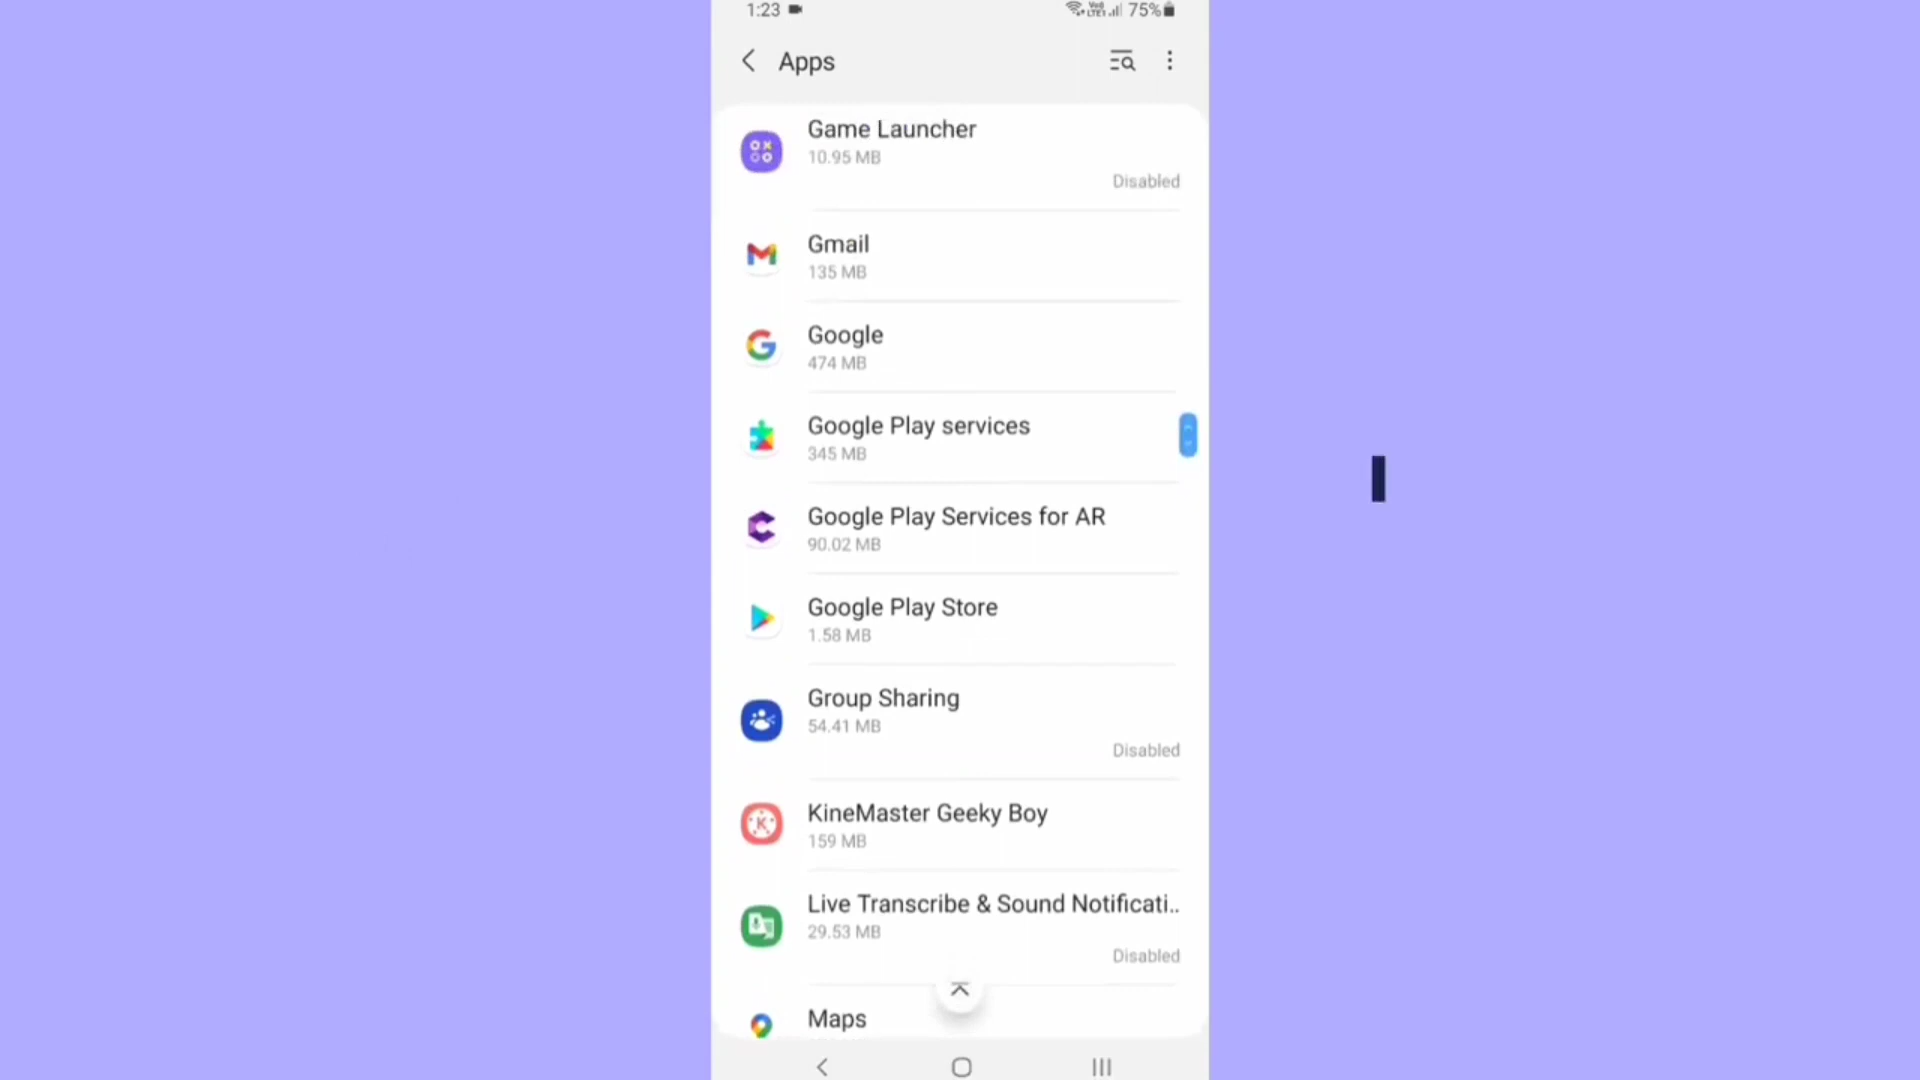 1:23
75%
Apps
Game Launcher
10.95 MB
Disabled
Gmail
135 MB
Google
474 MB
Google Play services
345 MB
Google Play Services for AR
90.02 MB
Google Play Store
1.58 MB
Group Sharing
54.41 MB
Disabled
KineMaster Geeky Boy
159 MB
Live Transcribe & Sound Notificati..
29.53 MB
Disabled
Maps